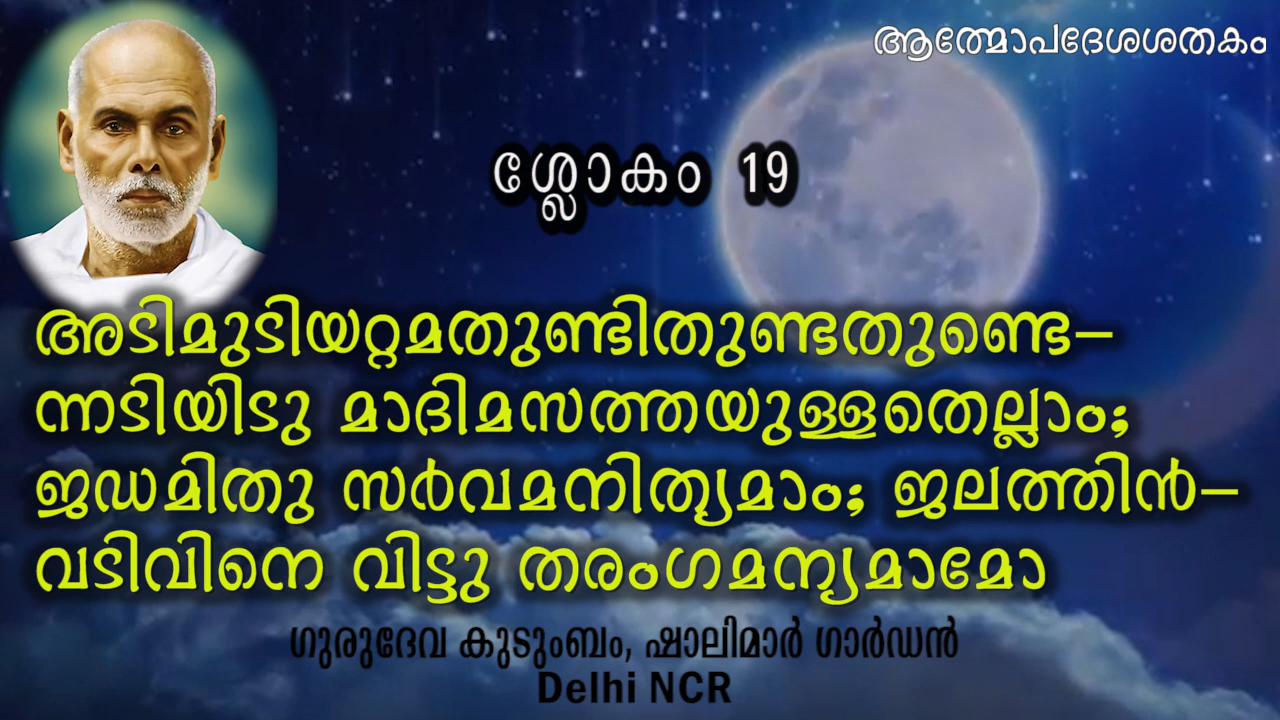 ആത്മോപദേശശതകം
ശ്ലോകം 19
അടിമുടിയറ്റമതുണ്ടിതുണ്ടതുണ്ടെ–
ന്നടിയിടു മാദിമസത്തയുള്ളതെല്ലാം;
ജഡമിതു സർവമനിത്യമാം; ജലത്തിൻ–
വടിവിനെ വിട്ടു തരംഗമന്യമാമോ
ഗുരുദേവ കുടുംബം, ഷാലിമാർ ഗാർഡൻ
Delhi NCR